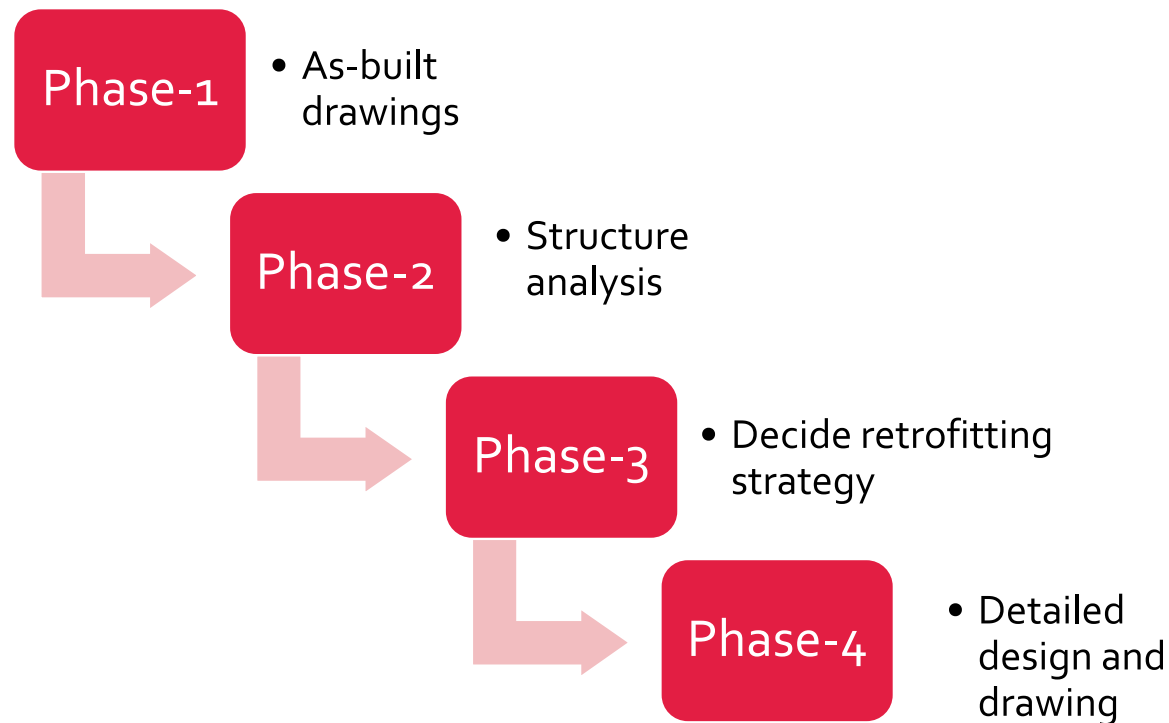 Phase-1
• As-built
drawings
Phase-2
• Structure
analysis
Phase-3
• Decide retrofitting
strategy
Phase-4
• Detailed
design and
drawing